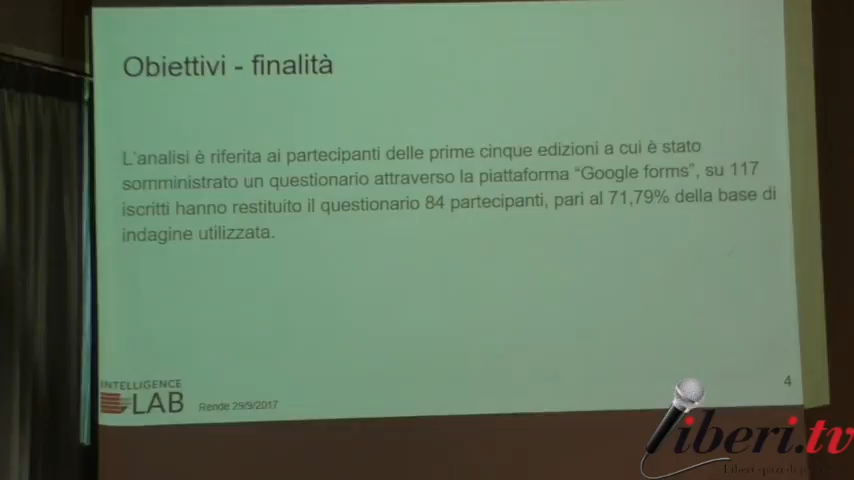 Obiettivi - finalità
L'analisi è riferita ai partecipanti delle prime cinque edizioni a cui è stato
somministrato un questionario attraverso la piattaforma "Google forms", su 117
iscritti hanno restituito il questionario 84 partecipanti, pari al 71,79% della base di
indagine utilizzata.
4
INTELLIGENCE
LAB
Rende 29/9/2017
liberi.tv